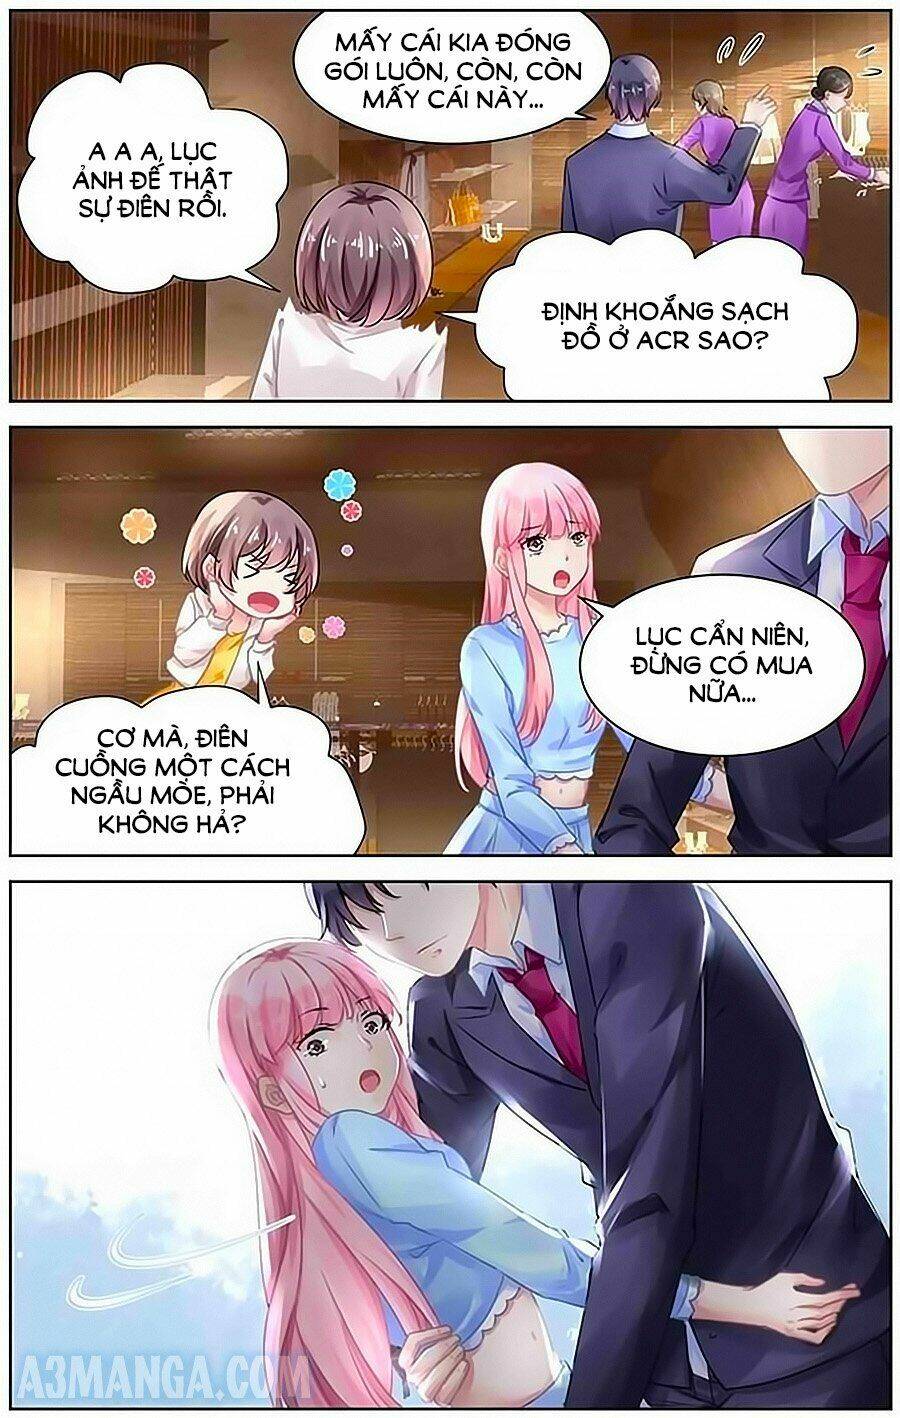 MẤY CÁI KIA ĐÓNG
GÓI LUÔN, CÒN, CÒN
MẤY CÁI NÀY...
A A A, LỤC
ẢNH ĐẾ THẬT
SỰ ĐIÊN RỒI.
ĐỊNH KHOẮNG SẠCH
ĐỒ Ở ACR SAO?
LỤC CẨN NIÊN,
ĐỪNG CÓ MUA
NỮA...
CƠ MÀ, ĐIÊN
CUỒNG MỘT CÁCH
NGẦU MÒE, PHẢI
KHÔNG HẢ?
A3MANGA.COM